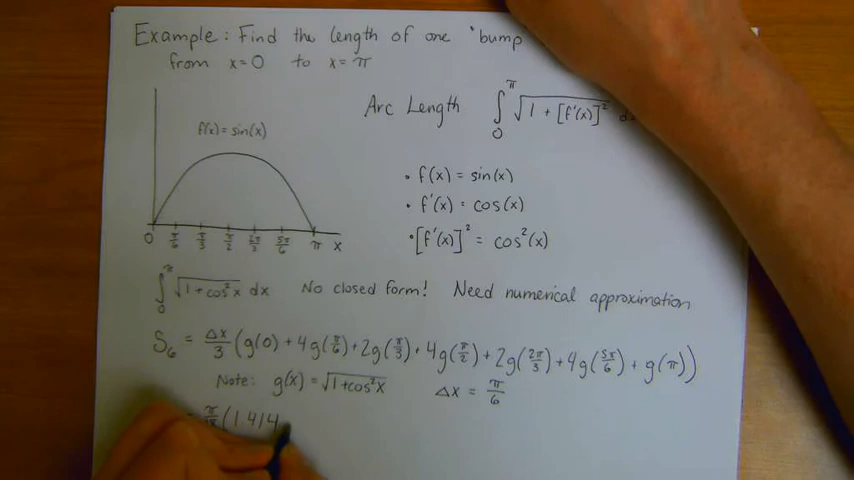 Example: Find the length of one "bump
from x=0 to x=π
Arc Length ∫₀^π √(1 + [f'(x)]²) d
f(x) = sin(x)
• f(x) = sin(x)
• f'(x) = cos(x)
• [f'(x)]² = cos²(x)
0 π/6 π/3 π/2 2π/3 5π/6 π x
∫₀^π √(1+cos²x) dx No closed form! Need numerical approximation
S₆ = Δx/3 (g(0) + 4g(π/6) + 2g(π/3) + 4g(π/2) + 2g(2π/3) + 4g(5π/6) + g(π))
Note: g(x) = √(1+cos²x) Δx = π/6
(1.414